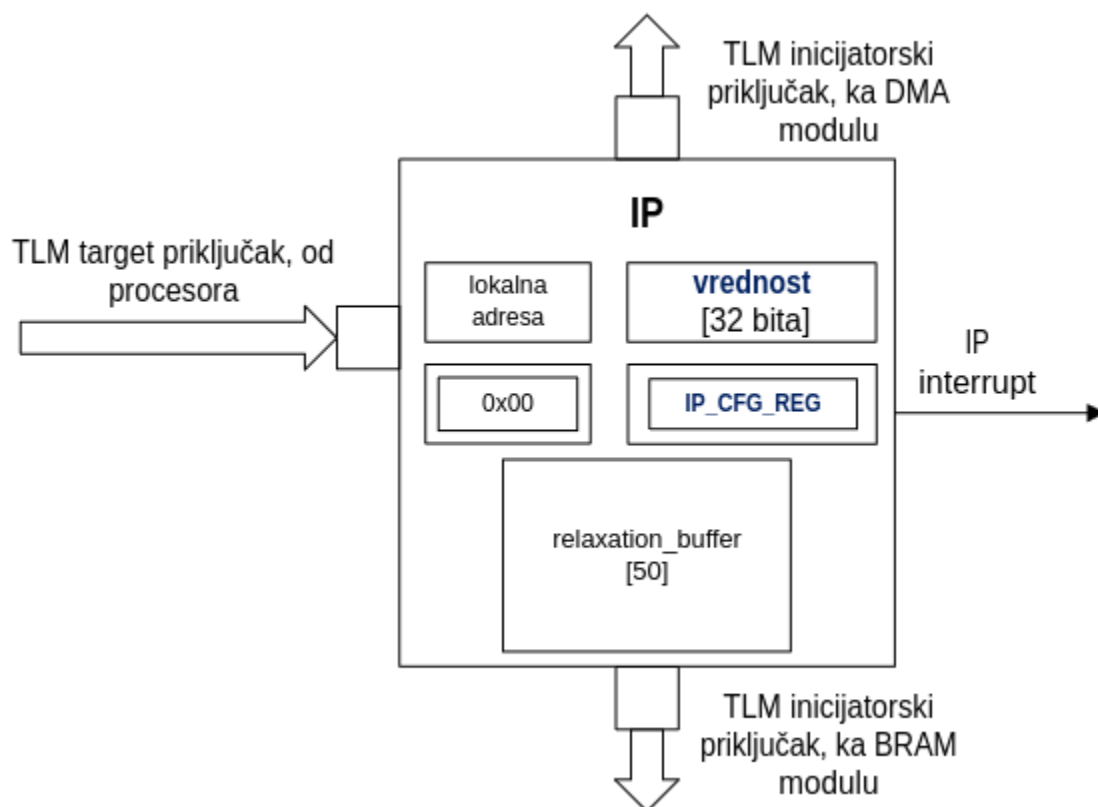 TLM inicijatorski
priključak, ka DMA
modulu
IP
TLM target priključak, od
procesora
lokalna
adresa
vrednost
[32 bita]
IP
interrupt
0x00
IP_CFG_REG
relaxation_buffer
[50]
TLM inicijatorski
priključak, ka BRAM
modulu